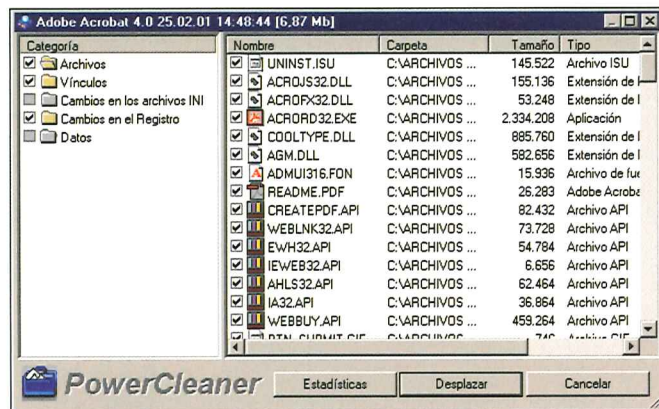 Adobe Acrobat 4.0 25.02.01 14:48:44 [6,87 Mb]
Categoría
Archivos
Vínculos
Cambios en los archivos INI
Cambios en el Registro
Datos
Nombre Carpeta Tamaño Tipo
UNINST.ISU C:\ARCHIVOS ... 145.522 Archivo ISU
ACROJS32.DLL C:\ARCHIVOS ... 155.136 Extensión de
ACROFX32.DLL C:\ARCHIVOS ... 53.248 Extensión de
ACRORD32.EXE C:\ARCHIVOS ... 2.334.208 Aplicación
COOLTYPE.DLL C:\ARCHIVOS ... 885.760 Extensión de
AGM.DLL C:\ARCHIVOS ... 582.656 Extensión de
ADMUI316.FON C:\ARCHIVOS ... 15.936 Archivo de fue
README.PDF C:\ARCHIVOS ... 26.283 Adobe Acroba
CREATEPDF.API C:\ARCHIVOS ... 82.432 Archivo API
WEBLNK32.API C:\ARCHIVOS ... 73.728 Archivo API
EWH32.API C:\ARCHIVOS ... 54.784 Archivo API
IEWEB32.API C:\ARCHIVOS ... 6.656 Archivo API
AHLS32.API C:\ARCHIVOS ... 62.464 Archivo API
IA32.API C:\ARCHIVOS ... 36.864 Archivo API
WEBBUY.API C:\ARCHIVOS ... 459.264 Archivo API
BTN_SUBMIT.GIF C:\ARCHIVOS ... 746 Archivo GIF
PowerCleaner
Estadísticas
Desplazar
Cancelar